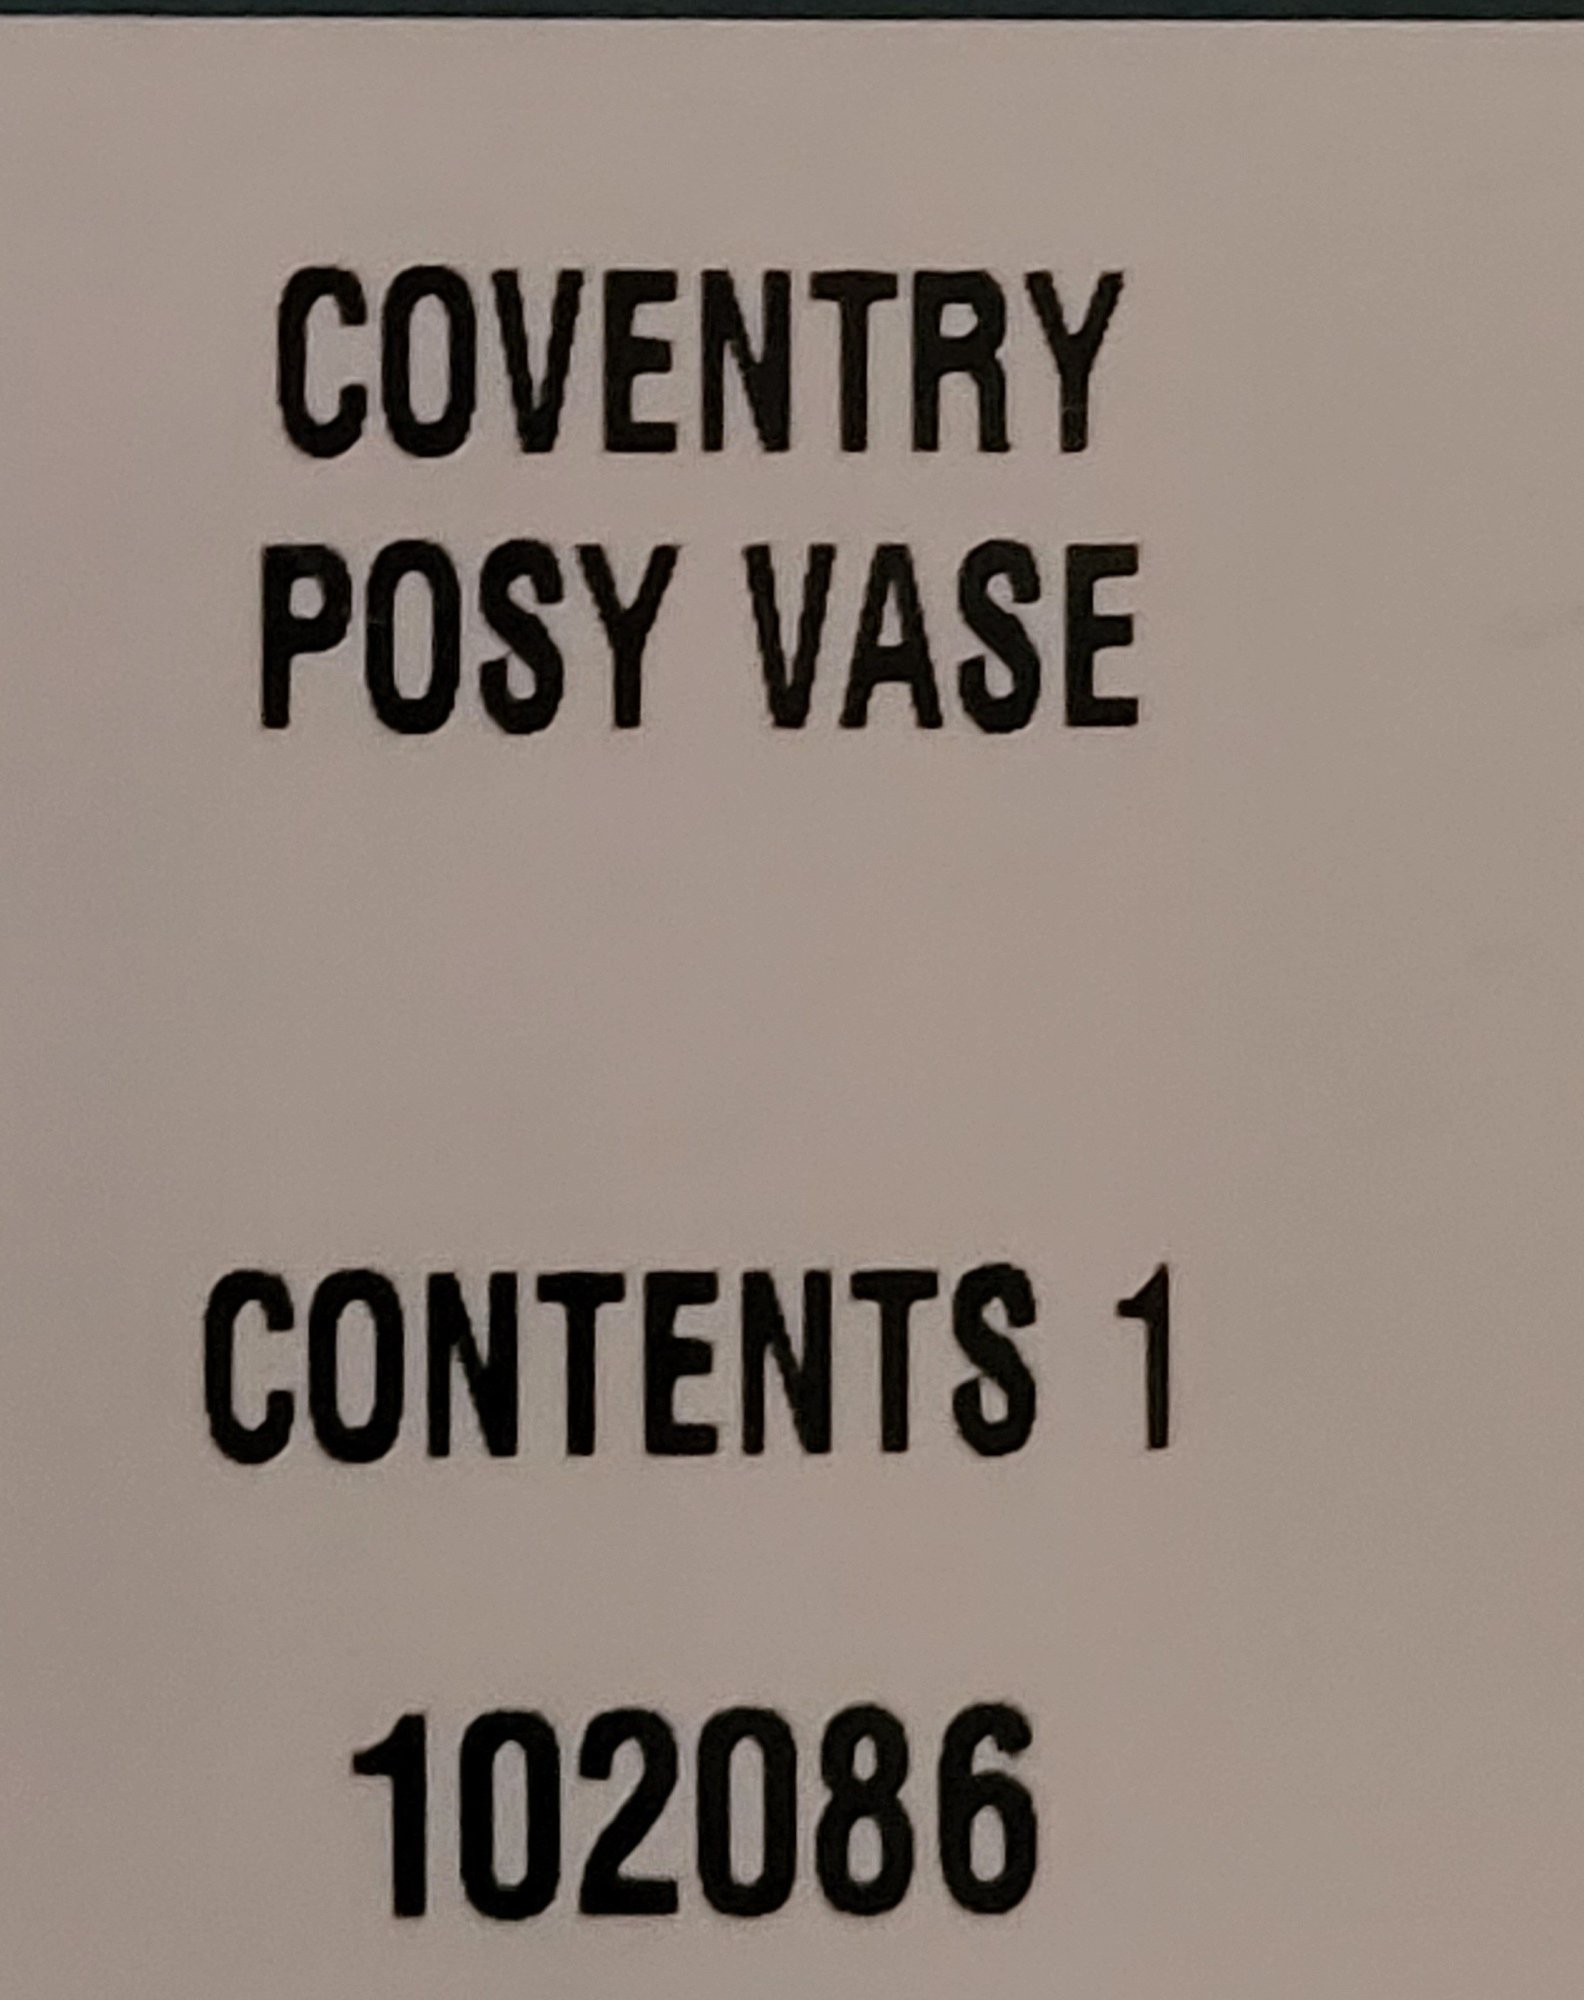 COVENTRY
POSY VASE
CONTENTS 1
102086